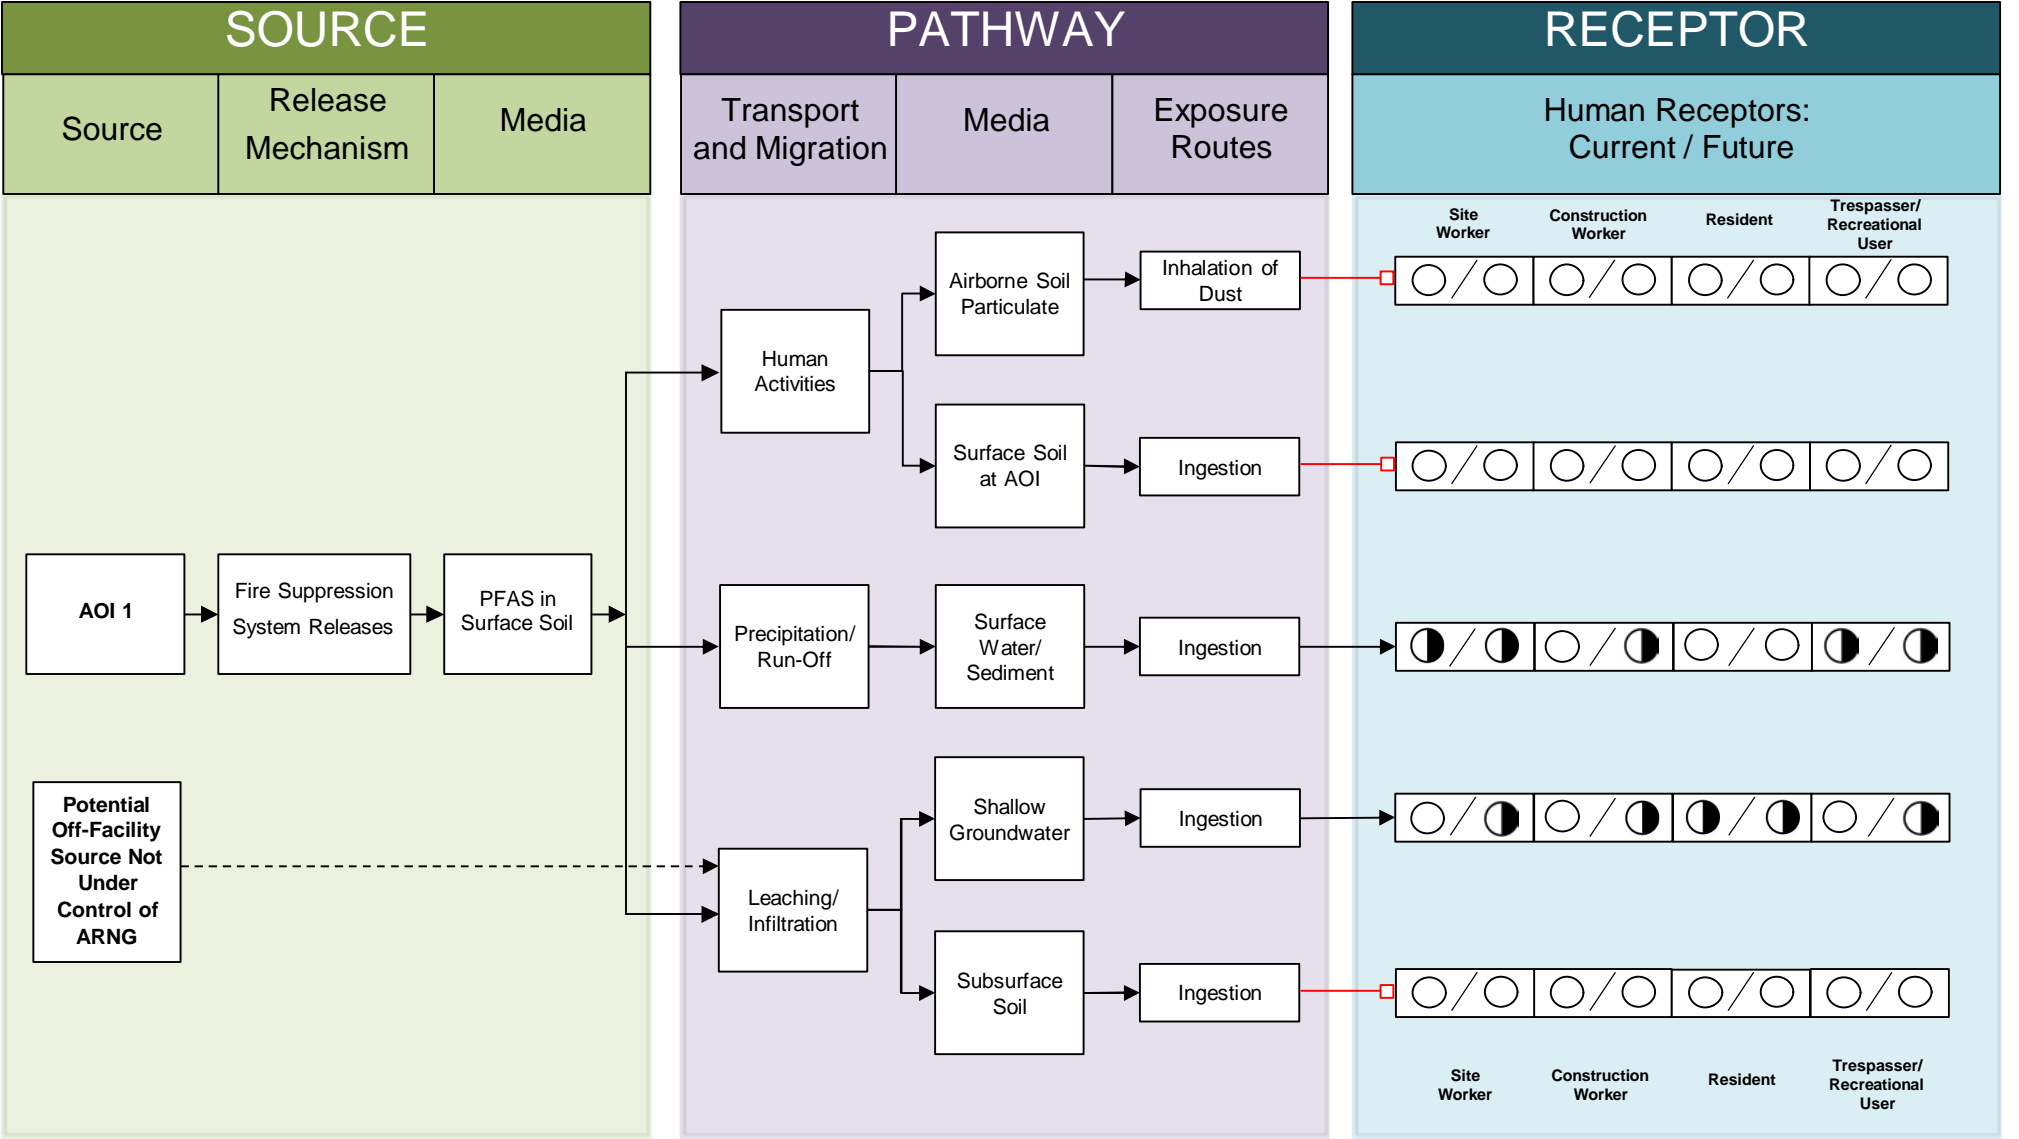 SOURCE
PATHWAY
RECEPTOR
Source
Release
Mechanism
Media
Transport
and Migration
Media
Exposure
Routes
Human Receptors:
Current / Future
Site
Worker
Construction
Worker
Resident
Trespasser/
Recreational
User
Airborne Soil
Particulate
Inhalation of
Dust
Human
Activities
Surface Soil
at AOI
Ingestion
AOI 1
Fire Suppression
System Releases
PFAS in
Surface Soil
Precipitation/
Run-Off
Surface
Water/
Sediment
Ingestion
Potential
Off-Facility
Source Not
Under
Control of
ARNG
Shallow
Groundwater
Ingestion
Leaching/
Infiltration
Subsurface
Soil
Ingestion
Site
Worker
Construction
Worker
Resident
Trespasser/
Recreational
User